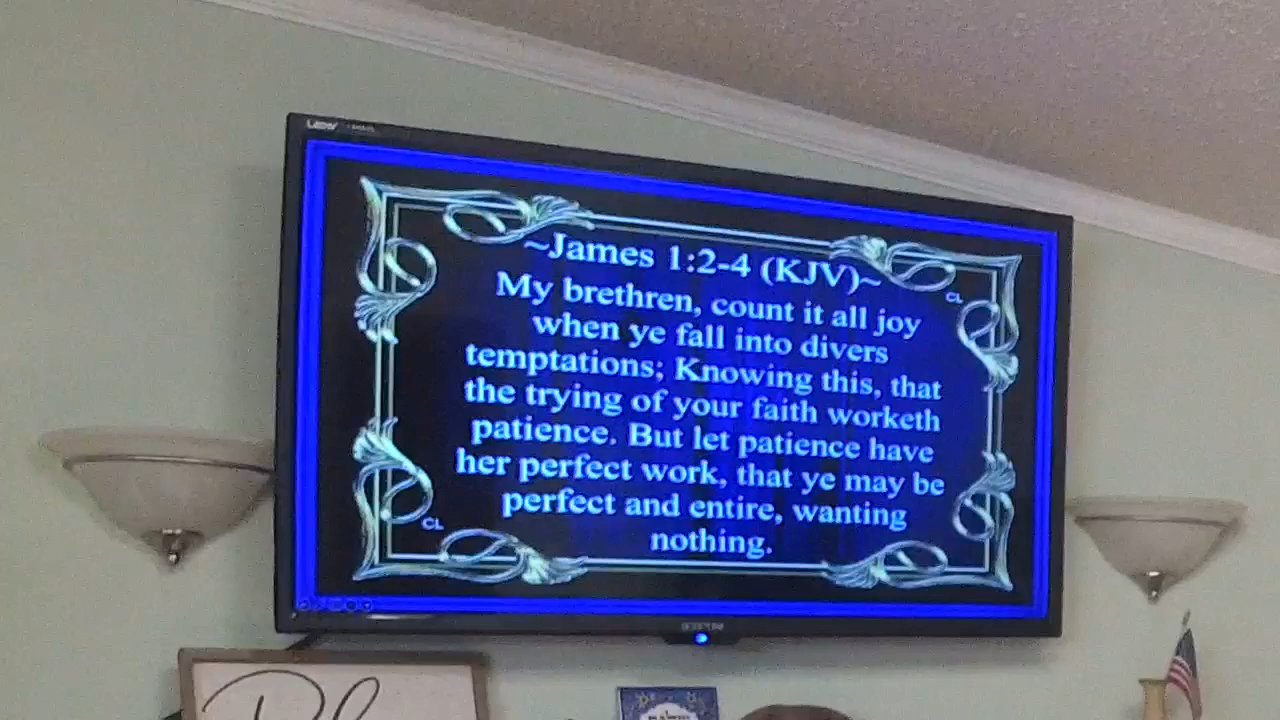 ~James 1:2-4 (KJV)~
CL
My brethren, count it all joy
when ye fall into divers
temptations; Knowing this, that
the trying of your faith worketh
patience. But let patience have
her perfect work, that ye may be
perfect and entire, wanting
CL
nothing.